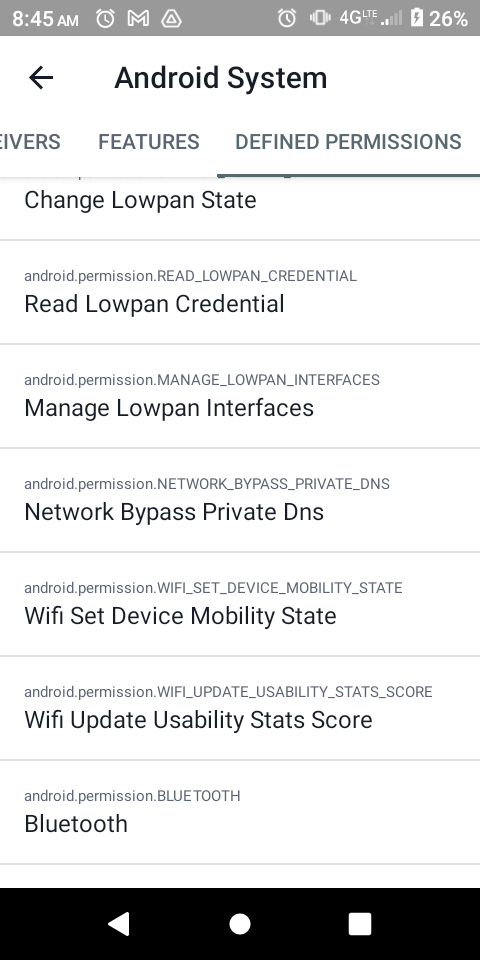 8:45 AM
4G LTE
26%
Android System
EIVERS
FEATURES
DEFINED PERMISSIONS
Change Lowpan State
android.permission.READ_LOWPAN_CREDENTIAL
Read Lowpan Credential
android.permission.MANAGE_LOWPAN_INTERFACES
Manage Lowpan Interfaces
android.permission.NETWORK_BYPASS_PRIVATE_DNS
Network Bypass Private Dns
android.permission.WIFI_SET_DEVICE_MOBILITY_STATE
Wifi Set Device Mobility State
android.permission.WIFI_UPDATE_USABILITY_STATS_SCORE
Wifi Update Usability Stats Score
android.permission.BLUETOOTH
Bluetooth